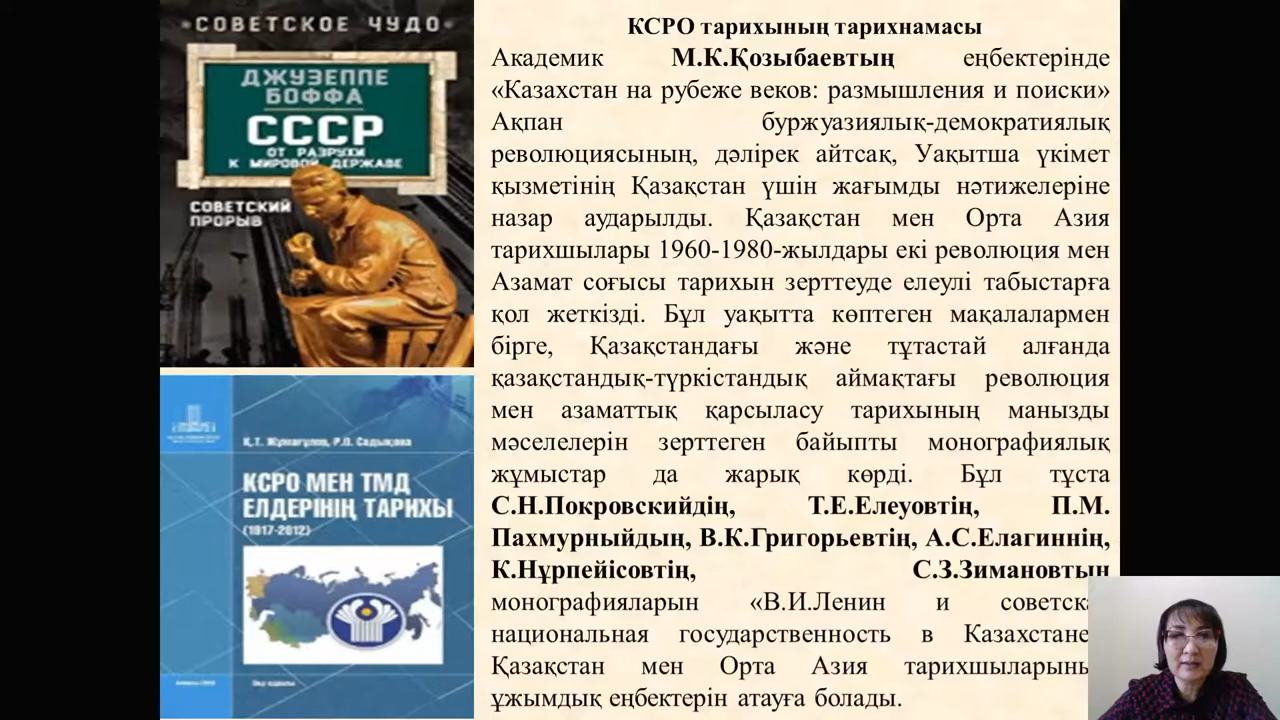 «СОВЕТСКОЕ ЧУДО»
ДЖУЗЕППЕ
БОФФА
СССР
ОТ РАЗРУХИ
К МИРОВОЙ ДЕРЖАВЕ
СОВЕТСКИЙ
ПРОРЫВ
Қ.Т. Жұмағұлов, Р.О. Садықова
КСРО МЕН ТМД
ЕЛДЕРІНІҢ ТАРИХЫ
(1917-2012)
КСРО тарихының тарихнамасы
Академик М.К.Қозыбаевтың еңбектерінде
«Казахстан на рубеже веков: размышления и поиски»
Ақпан буржуазиялық-демократиялық
революциясының, дәлірек айтсақ, Уақытша үкімет
қызметінің Қазақстан үшін жағымды нәтижелеріне
назар аударылды. Қазақстан мен Орта Азия
тарихшылары 1960-1980-жылдары екі революция мен
Азамат соғысы тарихын зерттеуде елеулі табыстарға
қол жеткізді. Бұл уақытта көптеген мақалалармен
бірге, Қазақстандағы және тұтастай алғанда
қазақстандық-түркістандық аймақтағы революция
мен азаматтық қарсыласу тарихының манызды
мәселелерін зерттеген байыпты монографиялық
жұмыстар да жарық көрді. Бұл тұста
С.Н.Покровскийдің, Т.Е.Елеуовтің, П.М.
Пахмурныйдың, В.К.Григорьевтің, А.С.Елагиннің,
К.Нұрпейісовтің, С.З.Зимановтың
монографияларын «В.И.Ленин и советска
национальная государственность в Казахстане
Қазақстан мен Орта Азия тарихшыларының
ұжымдық еңбектерін атауға болады.